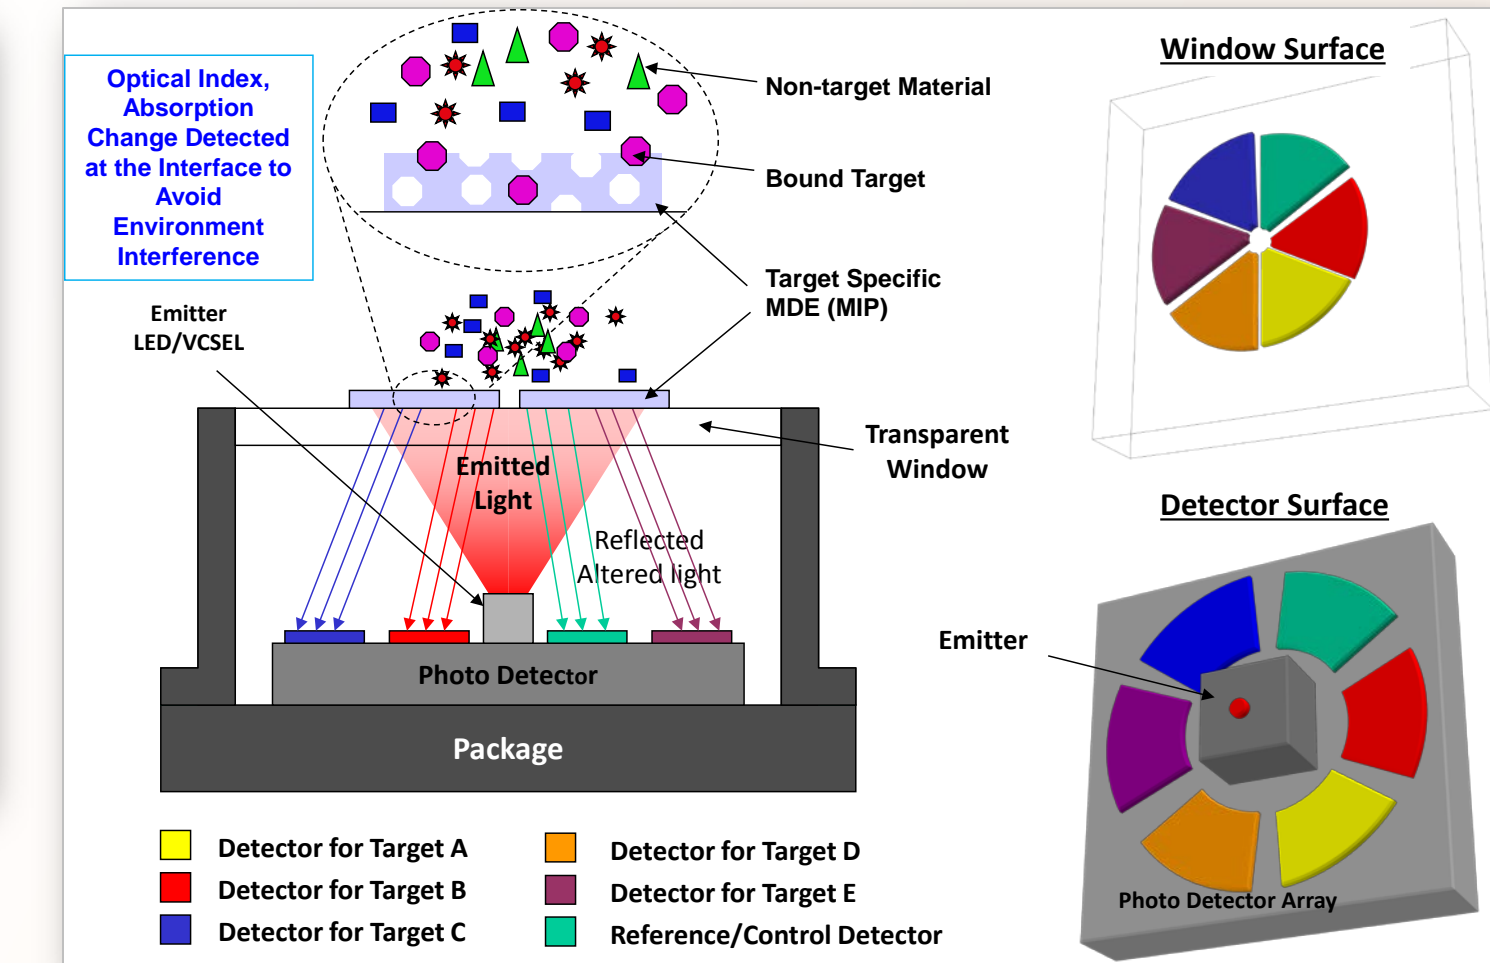 Optical Index,
Absorption
Change Detected
at the Interface to
Avoid
Environment
Interference
Non-target Material
Bound Target
Target Specific
MDE (MIP)
Emitter
LED/VCSEL
Transparent
Window
Emitted
Light
Reflected
Altered light
Photo Detector
Package
Detector for Target A
Detector for Target B
Detector for Target C
Detector for Target D
Detector for Target E
Reference/Control Detector
Window Surface
Detector Surface
Emitter
Photo Detector Array